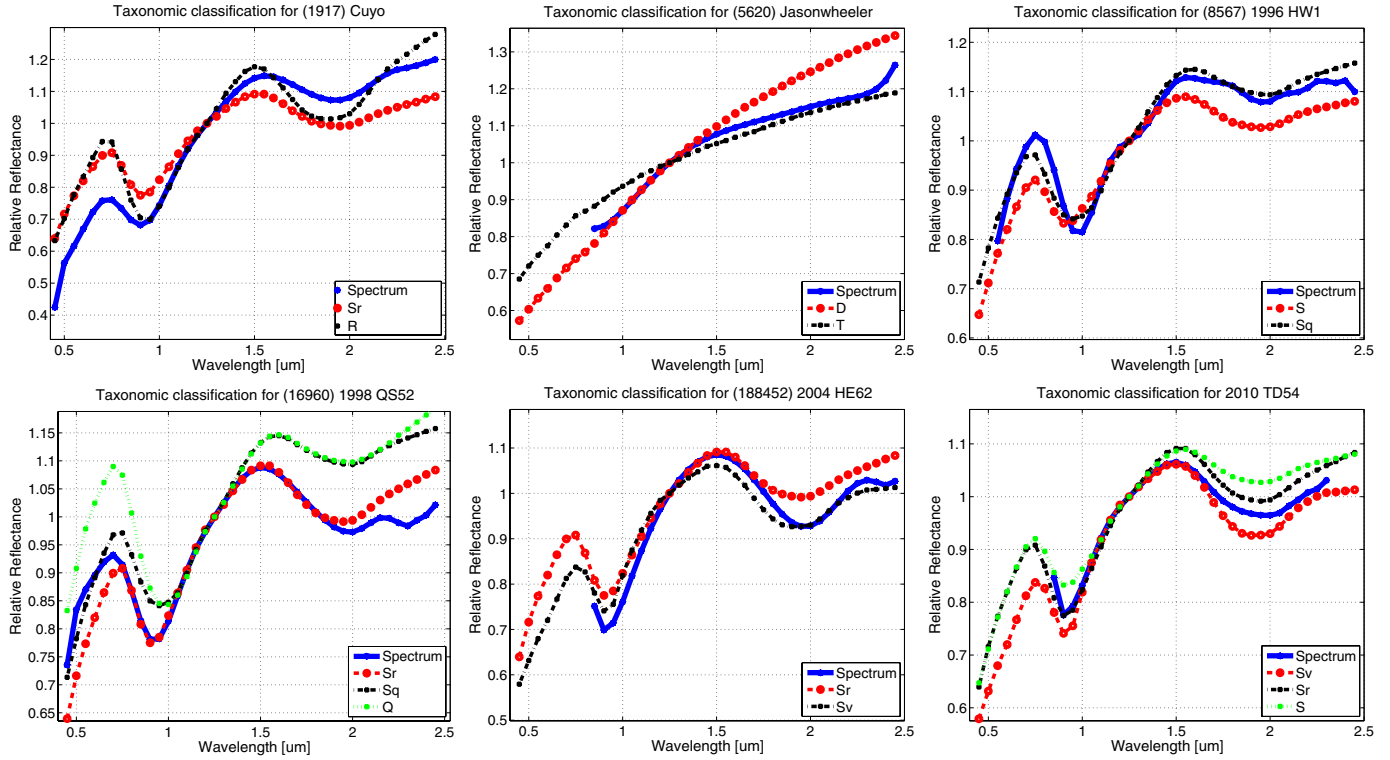 Taxonomic classification for (1917) Cuyo
Relative Reflectance
1.2
1.1
1
0.9
0.8
0.7
0.6
0.5
0.4
0.5
1
1.5
2
2.5
Wavelength [um]
Spectrum
Sr
R
Taxonomic classification for (5620) Jasonwheeler
Relative Reflectance
1.3
1.2
1.1
1
0.9
0.8
0.7
0.6
0.5
1
1.5
2
2.5
Wavelength [um]
Spectrum
D
T
Taxonomic classification for (8567) 1996 HW1
Relative Reflectance
1.2
1.1
1
0.9
0.8
0.7
0.6
0.5
1
1.5
2
2.5
Wavelength [um]
Spectrum
S
Sq
Taxonomic classification for (16960) 1998 QS52
Relative Reflectance
1.15
1.1
1.05
1
0.95
0.9
0.85
0.8
0.75
0.7
0.65
0.5
1
1.5
2
2.5
Wavelength [um]
Spectrum
Sr
Sq
Q
Taxonomic classification for (188452) 2004 HE62
Relative Reflectance
1.1
1
0.9
0.8
0.7
0.6
0.5
0.5
1
1.5
2
2.5
Wavelength [um]
Spectrum
Sr
Sv
Taxonomic classification for 2010 TD54
Relative Reflectance
1.1
1
0.9
0.8
0.7
0.6
0.5
1
1.5
2
2.5
Wavelength [um]
Spectrum
Sv
Sr
S